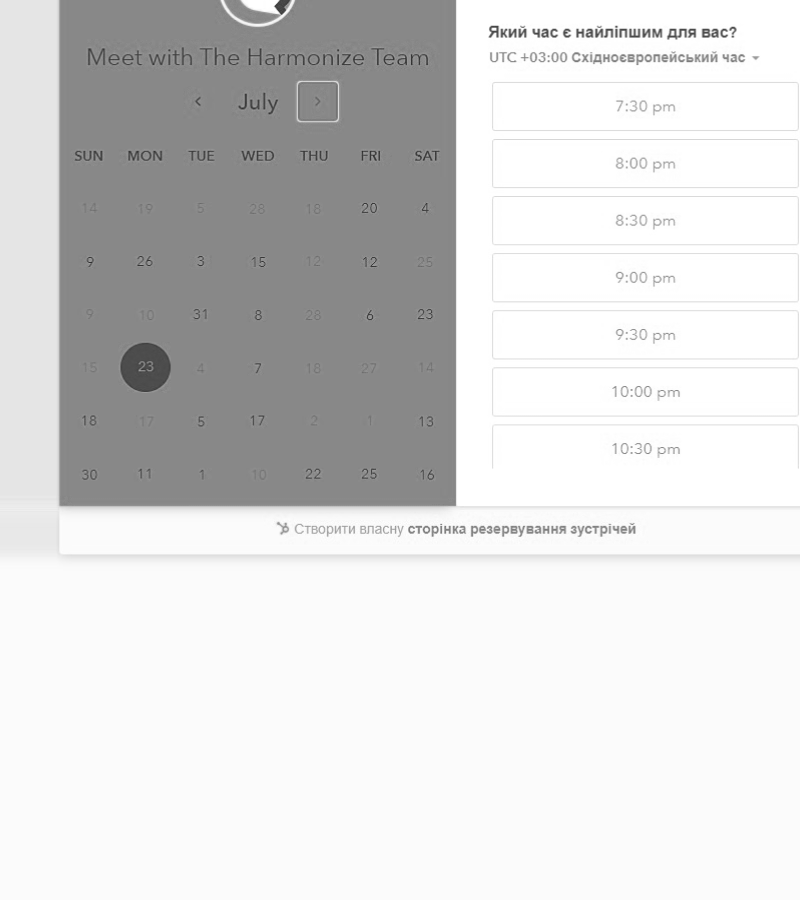 Meet with The Harmonize Team
July
SUN MON TUE WED THU FRI SAT
14 19 5 28 18 20 4
9 26 3 15 12 12 25
9 10 31 8 28 6 23
15 23 4 7 18 27 14
18 17 5 17 2 1 13
30 11 1 10 22 25 16
Який час є найліпшим для вас?
UTC +03:00 Східноєвропейський час
7:30 pm
8:00 pm
8:30 pm
9:00 pm
9:30 pm
10:00 pm
10:30 pm
Створити власну сторінка резервування зустрічей